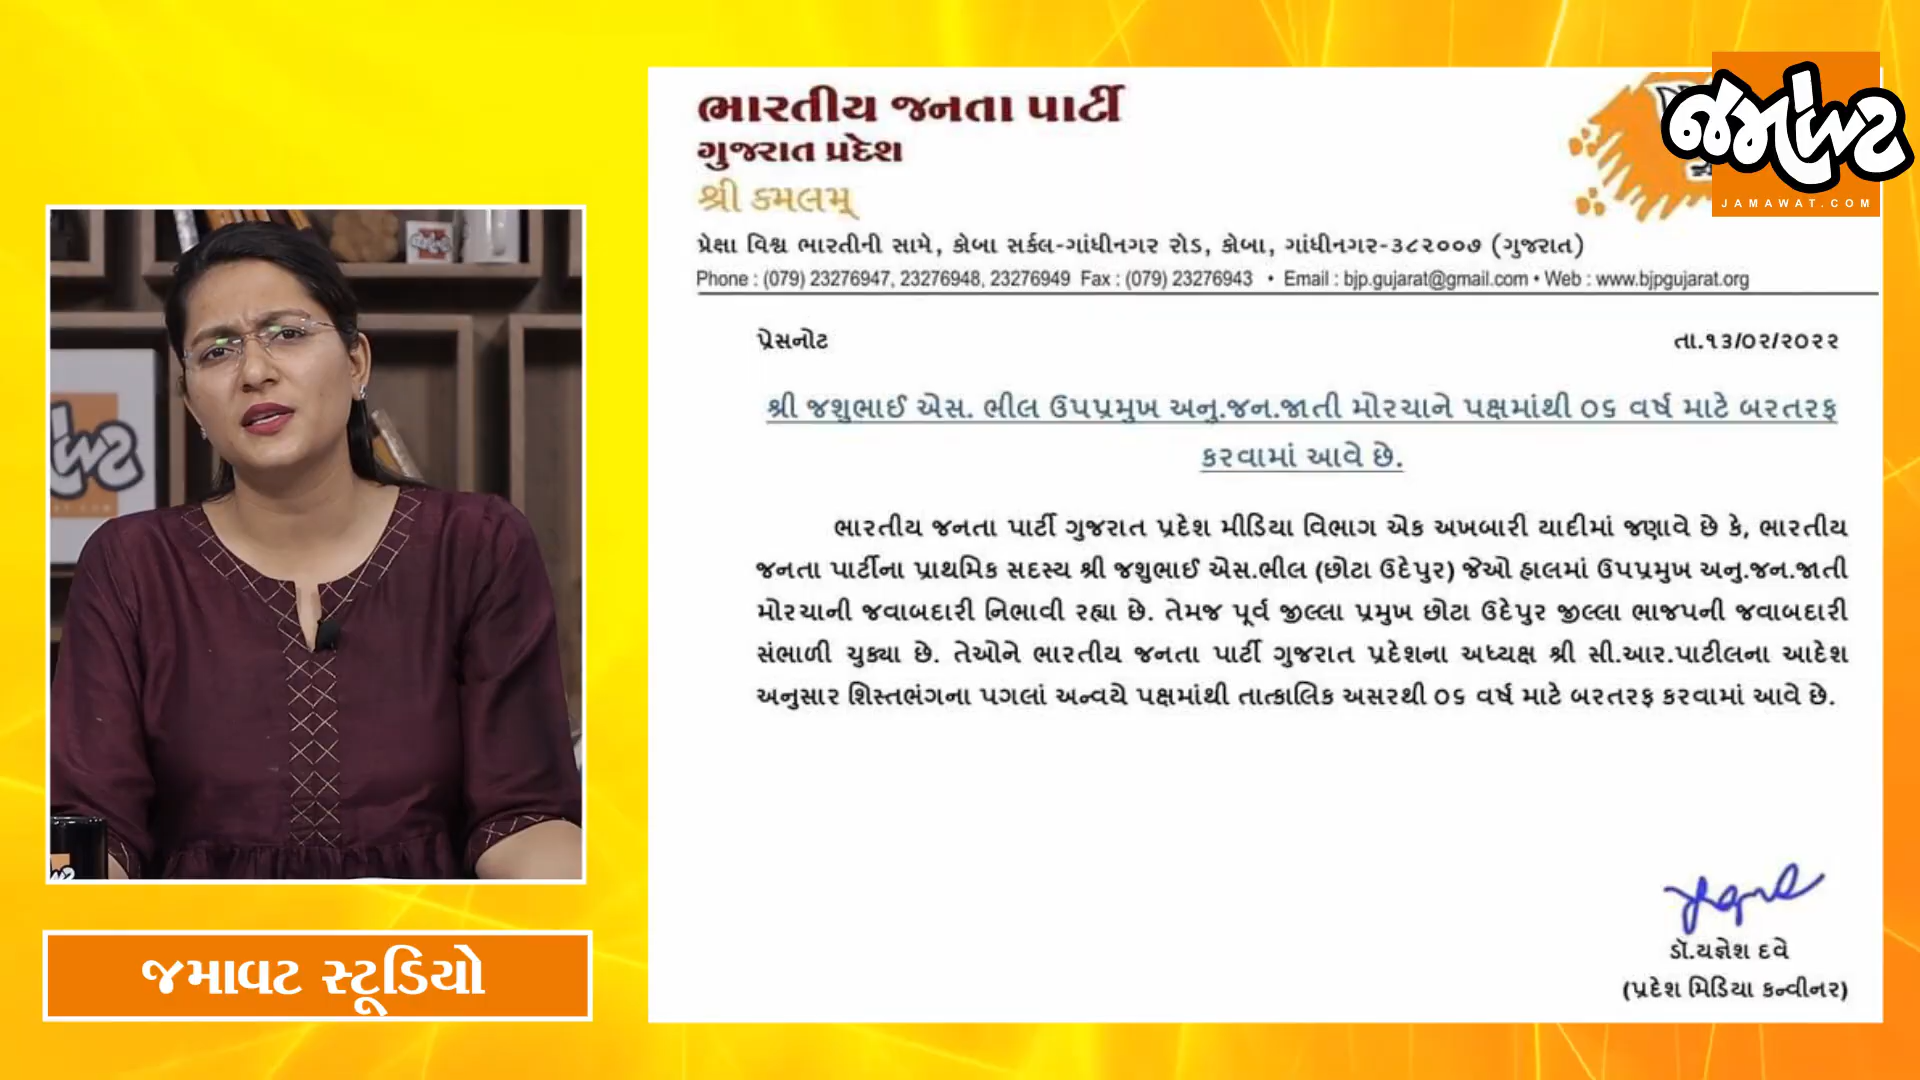 જમાવટ
JAMAWAT.COM
ભારતીય જનતા પાર્ટી
ગુજરાત પ્રદેશ
શ્રી કમલમ્
પ્રેક્ષા વિશ્વ ભારતીની સામે, કોબા સર્કલ-ગાંધીનગર રોડ, કોબા, ગાંધીનગર-૩૮૨૦૦૭ (ગુજરાત)
Phone : (079) 23276947, 23276948, 23276949 Fax : (079) 23276943 • Email : bjp.gujarat@gmail.com • Web : www.bjpgujarat.org
પ્રેસનોટ તા.૧૩/૦૨/૨૦૨૨
શ્રી જશુભાઈ એસ. ભીલ ઉપપ્રમુખ અનુ.જન.જાતી મોરચાને પક્ષમાંથી ૦૬ વર્ષ માટે બરતરફ
કરવામાં આવે છે.
ભારતીય જનતા પાર્ટી ગુજરાત પ્રદેશ મીડિયા વિભાગ એક અખબારી યાદીમાં જણાવે છે કે, ભારતીય
જનતા પાર્ટીના પ્રાથમિક સદસ્ય શ્રી જશુભાઈ એસ.ભીલ (છોટા ઉદેપુર) જેઓ હાલમાં ઉપપ્રમુખ અનુ.જન.જાતી
મોરચાની જવાબદારી નિભાવી રહ્યા છે. તેમજ પૂર્વ જીલ્લા પ્રમુખ છોટા ઉદેપુર જીલ્લા ભાજપની જવાબદારી
સંભાળી ચુક્યા છે. તેઓને ભારતીય જનતા પાર્ટી ગુજરાત પ્રદેશના અધ્યક્ષ શ્રી સી.આર.પાટીલના આદેશ
અનુસાર શિસ્તભંગના પગલાં અન્વયે પક્ષમાંથી તાત્કાલિક અસરથી ૦૬ વર્ષ માટે બરતરફ કરવામાં આવે છે.
ડૉ.યજ્ઞેશ દવે
(પ્રદેશ મિડિયા કન્વીનર)
જમાવટ સ્ટૂડિયો